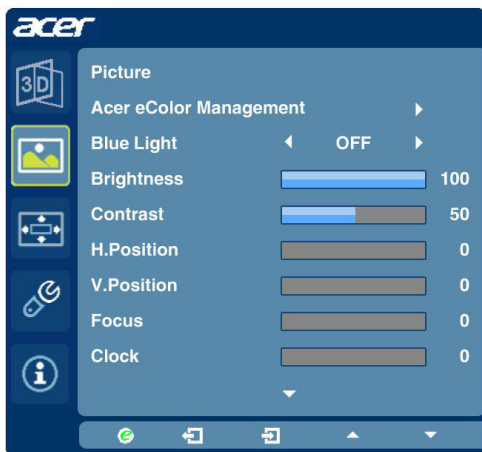 acer
3D
Picture
Acer eColor Management
Blue Light OFF
Brightness 100
Contrast 50
H.Position 0
V.Position 0
Focus 0
Clock 0
e